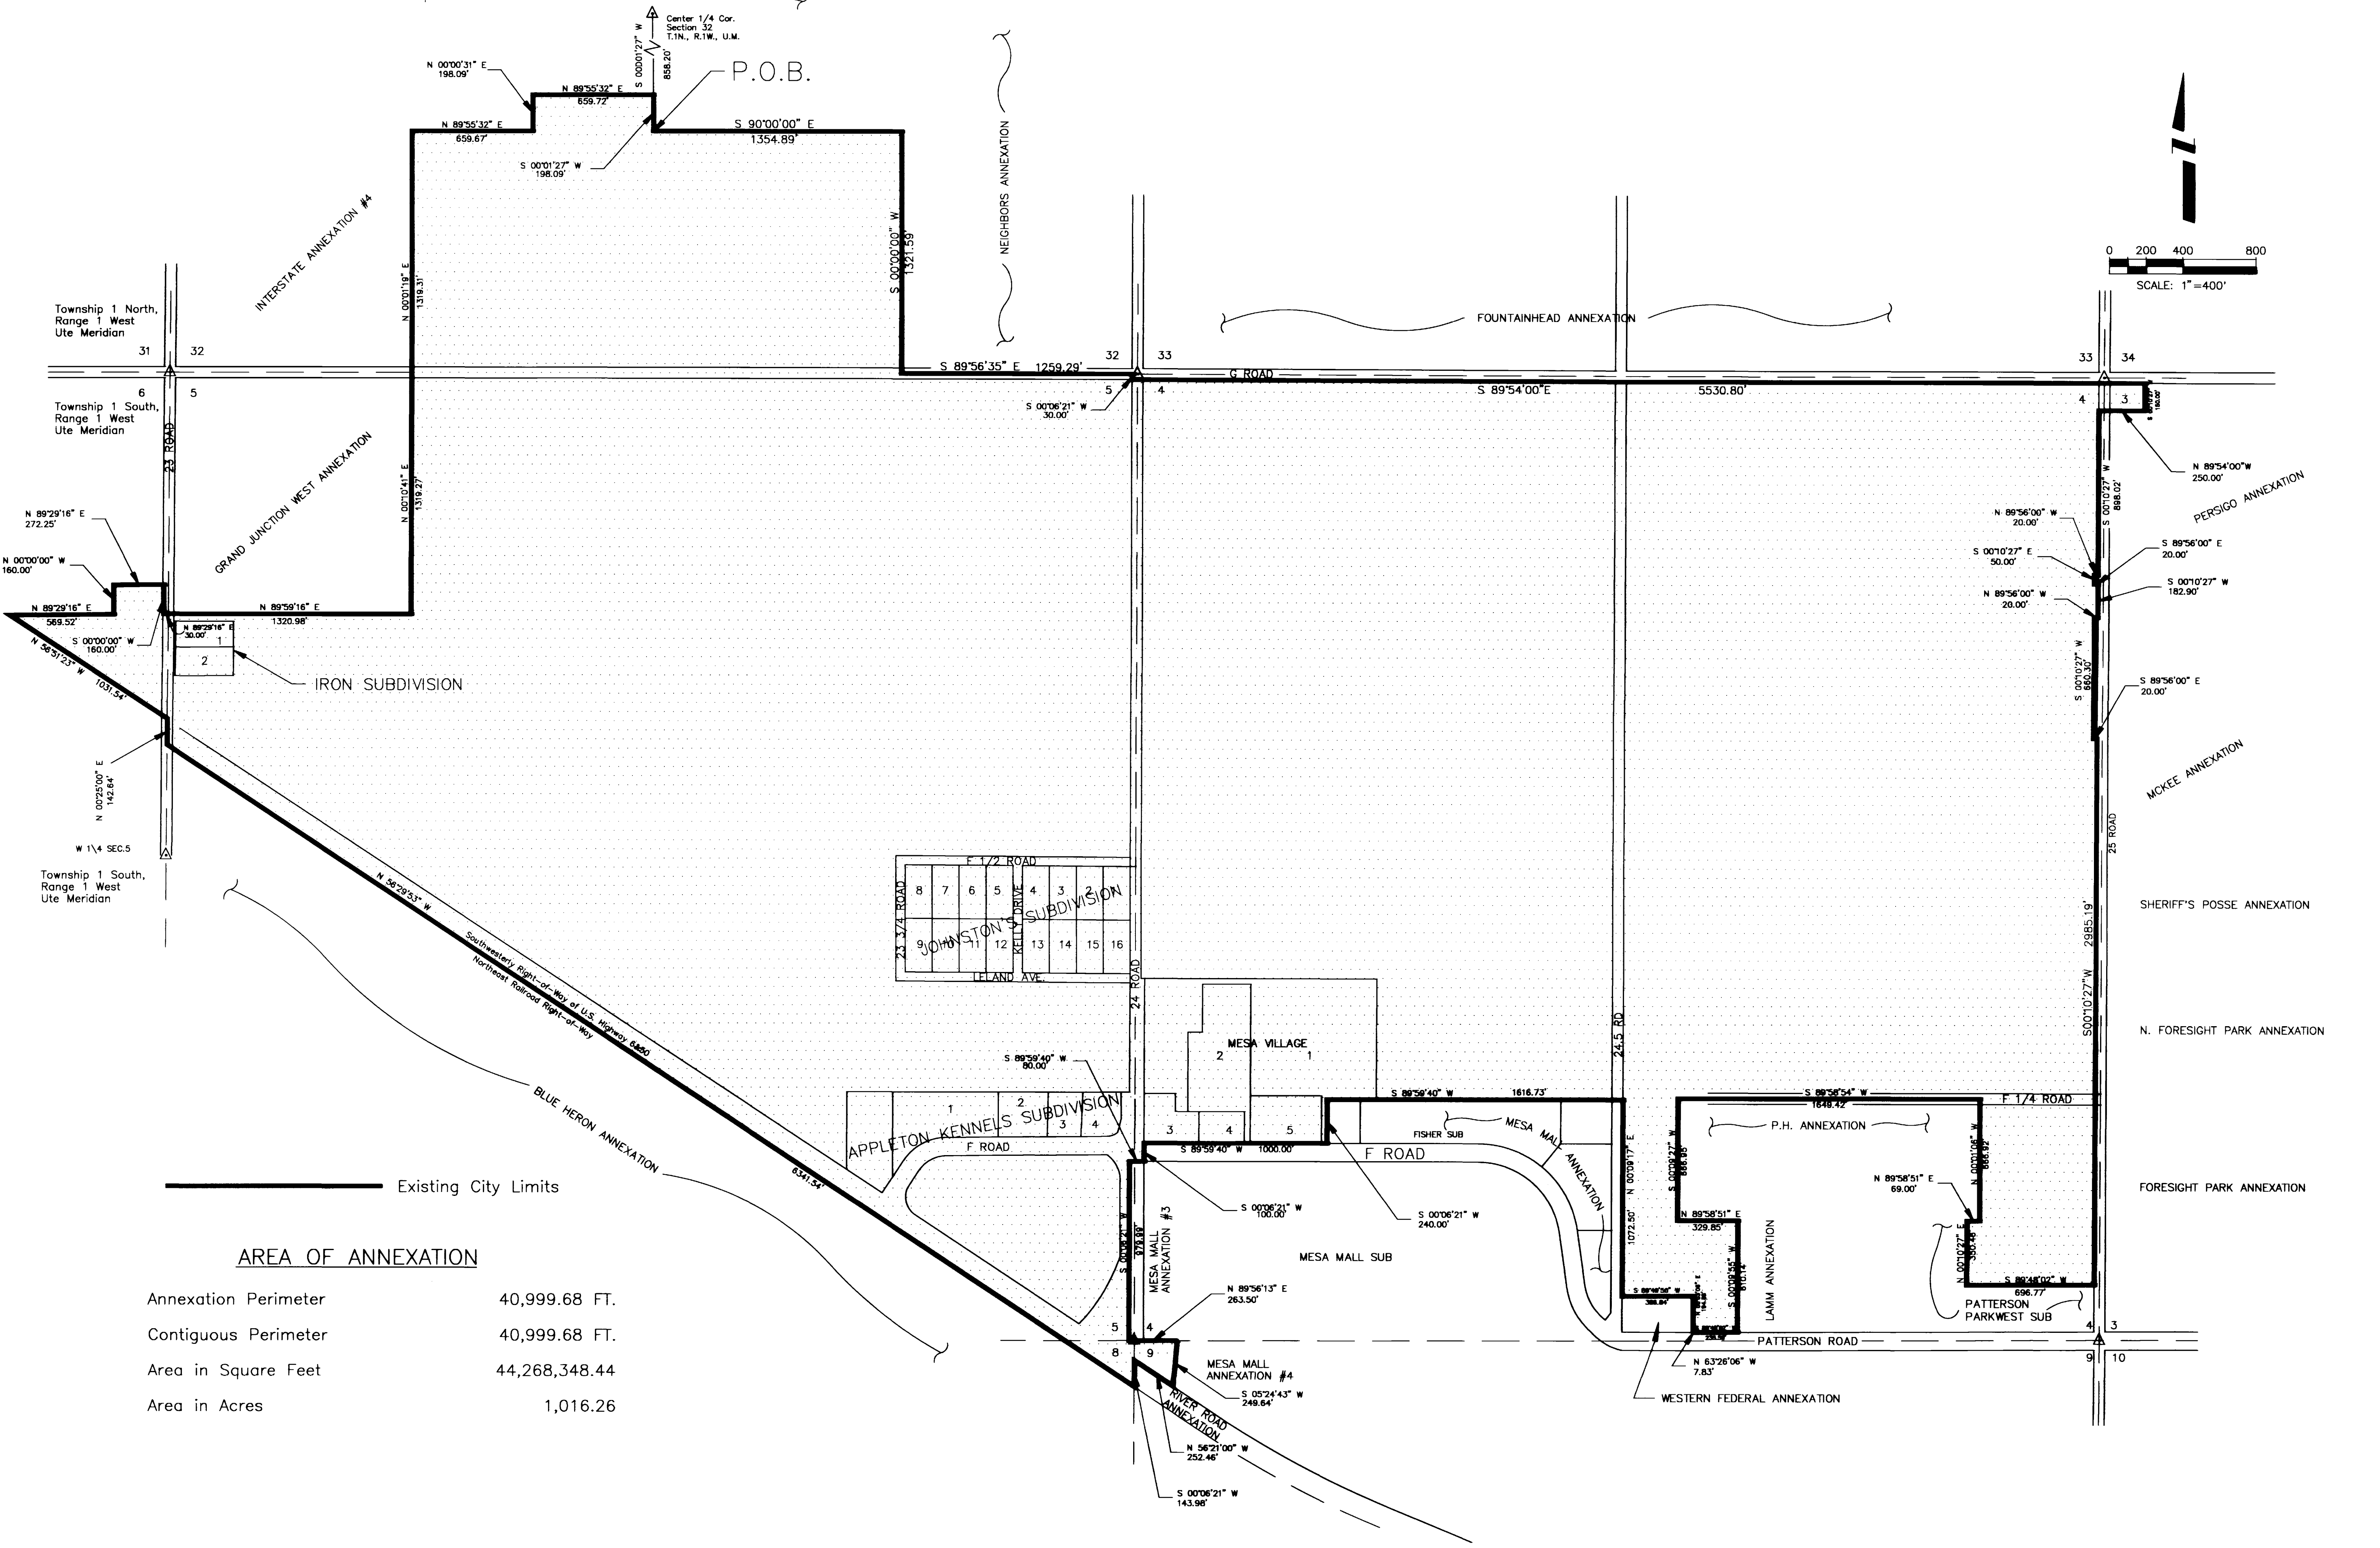 Center 1/4 Cor.
Section 32
T.1N., R.1W., U.M.
S 00D01'27" W
858.20'
P.O.B.
N 00°00'31" E
198.09'
N 89°55'32" E
659.72'
N 89°55'32" E
659.67'
S 00°01'27" W
198.09'
S 90°00'00" E
1354.89'
S 00°00'00" W
1321.59'
NEIGHBORS ANNEXATION
INTERSTATE ANNEXATION #4
N 00°01'19" E
1319.31'
0 200 400 800
SCALE: 1"=400'
Township 1 North,
Range 1 West
Ute Meridian
31 32
6 5
Township 1 South,
Range 1 West
Ute Meridian
23 ROAD
GRAND JUNCTION WEST ANNEXATION
N 00°10'41" E
1319.27'
FOUNTAINHEAD ANNEXATION
S 89°56'35" E 1259.29'
32 33
5 4
G ROAD
S 00°06'21" W
30.00'
S 89°54'00"E 5530.80'
33 34
4 3
N 89°54'00"W
250.00'
PERSIGO ANNEXATION
S 00°10'27" W
898.02'
N 89°56'00" W
20.00'
S 00°10'27" E
50.00'
S 89°56'00" E
20.00'
S 00°10'27" W
182.90'
N 89°56'00" W
20.00'
S 00°10'27" W
660.30'
S 89°56'00" E
20.00'
MCKEE ANNEXATION
25 ROAD
SHERIFF'S POSSE ANNEXATION
S00°10'27"W 2985.19'
N. FORESIGHT PARK ANNEXATION
FORESIGHT PARK ANNEXATION
N 89°29'16" E
272.25'
N 00°00'00" W
160.00'
N 89°29'16" E
569.52'
S 00°00'00" W
160.00'
N 89°29'16" E
30.00'
N 89°59'16" E
1320.98'
1
2
IRON SUBDIVISION
N 56°51'23" W 1031.54'
N 00°25'00" E
142.64'
W 1\4 SEC.5
Township 1 South,
Range 1 West
Ute Meridian
N 56°29'53" W
Southwesterly Right-of-Way of U.S. Highway 6&50
Northeast Railroad Right-of-Way
6341.54'
BLUE HERON ANNEXATION
F 1/2 ROAD
23 3/4 ROAD
8 7 6 5 4 3 2 1
KELLY DRIVE
JOHNSTON'S SUBDIVISION
9 10 11 12 13 14 15 16
LELAND AVE.
24 ROAD
MESA VILLAGE
2 1
24.5 RD
S 89°59'40" W
80.00'
1 2 3 4
APPLETON KENNELS SUBDIVISION
F ROAD
3 4 5
S 89°59'40" W 1000.00'
S 89°59'40" W 1616.73'
FISHER SUB
MESA MALL ANNEXATION
F ROAD
S 00°06'21" W
100.00'
S 00°06'21" W
240.00'
S 00°06'21" W
979.99'
MESA MALL
ANNEXATION #3
MESA MALL SUB
N 89°56'13" E
263.50'
N 00°09'17" E
1072.50'
S 89°58'54" W
1649.42'
F 1/4 ROAD
P.H. ANNEXATION
S 00°09'27" W
666.95'
N 00°01'06" W
666.92'
N 89°58'51" E
69.00'
N 89°58'51" E
329.85'
S 00°09'55" W
610.14'
LAMM ANNEXATION
N 00°10'27" E
350.46'
S 89°48'02" W
696.77'
PATTERSON
PARKWEST SUB
PATTERSON ROAD
4 3
9 10
N 63°26'06" W
7.83'
WESTERN FEDERAL ANNEXATION
5 4
8 9
MESA MALL
ANNEXATION #4
S 05°24'43" W
249.64'
RIVER ROAD
ANNEXATION
N 56°21'00" W
252.46'
S 00°06'21" W
143.98'
Existing City Limits
AREA OF ANNEXATION
Annexation Perimeter 40,999.68 FT.
Contiguous Perimeter 40,999.68 FT.
Area in Square Feet 44,268,348.44
Area in Acres 1,016.26